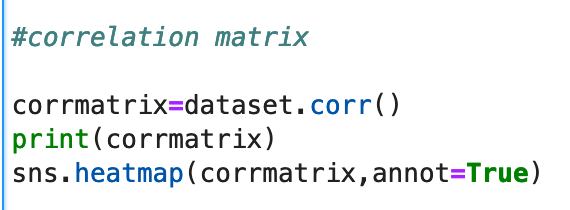 #correlation matrix
corrmatrix=dataset.corr()
print(corrmatrix)
sns.heatmap(corrmatrix,annot=True)